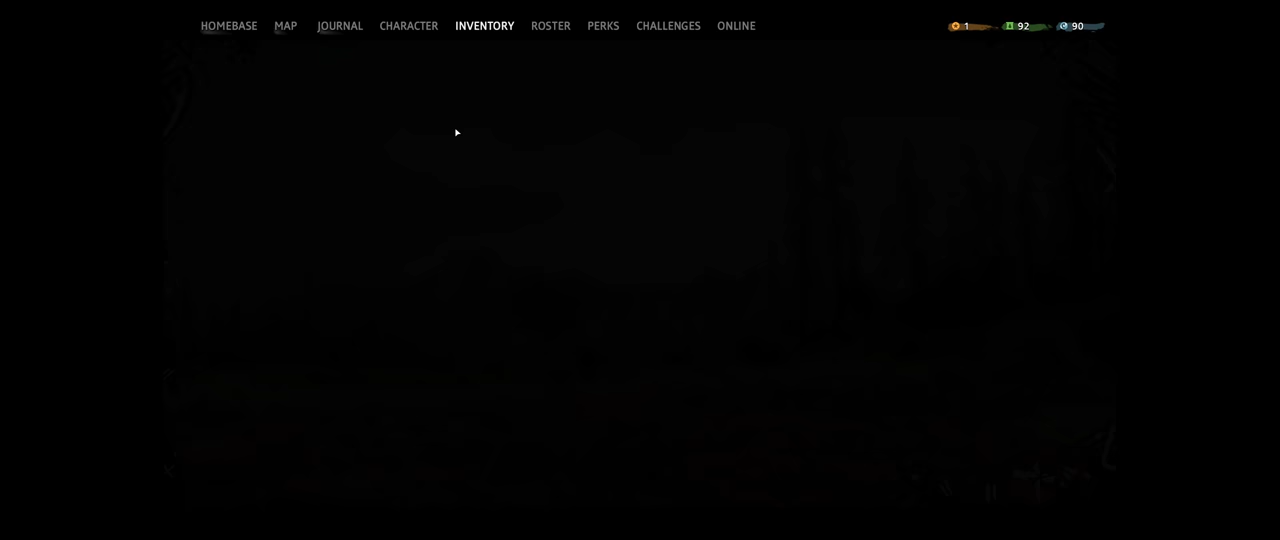 HOMEBASE MAP JOURNAL CHARACTER INVENTORY ROSTER PERKS CHALLENGES ONLINE 1 92 90